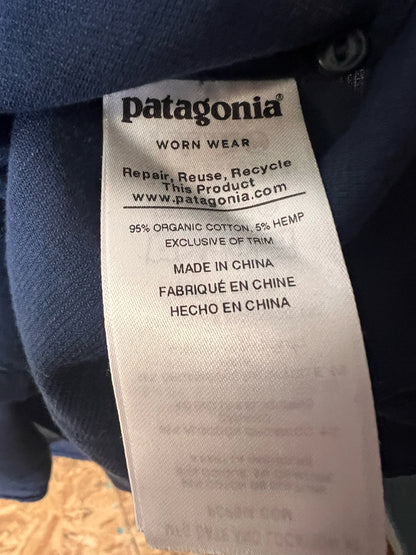 patagonia®
WORN WEAR
Repair, Reuse, Recycle
This Product
www.patagonia.com
95% ORGANIC COTTON, 5% HEMP
EXCLUSIVE OF TRIM
MADE IN CHINA
FABRIQUÉ EN CHINE
HECHO EN CHINA